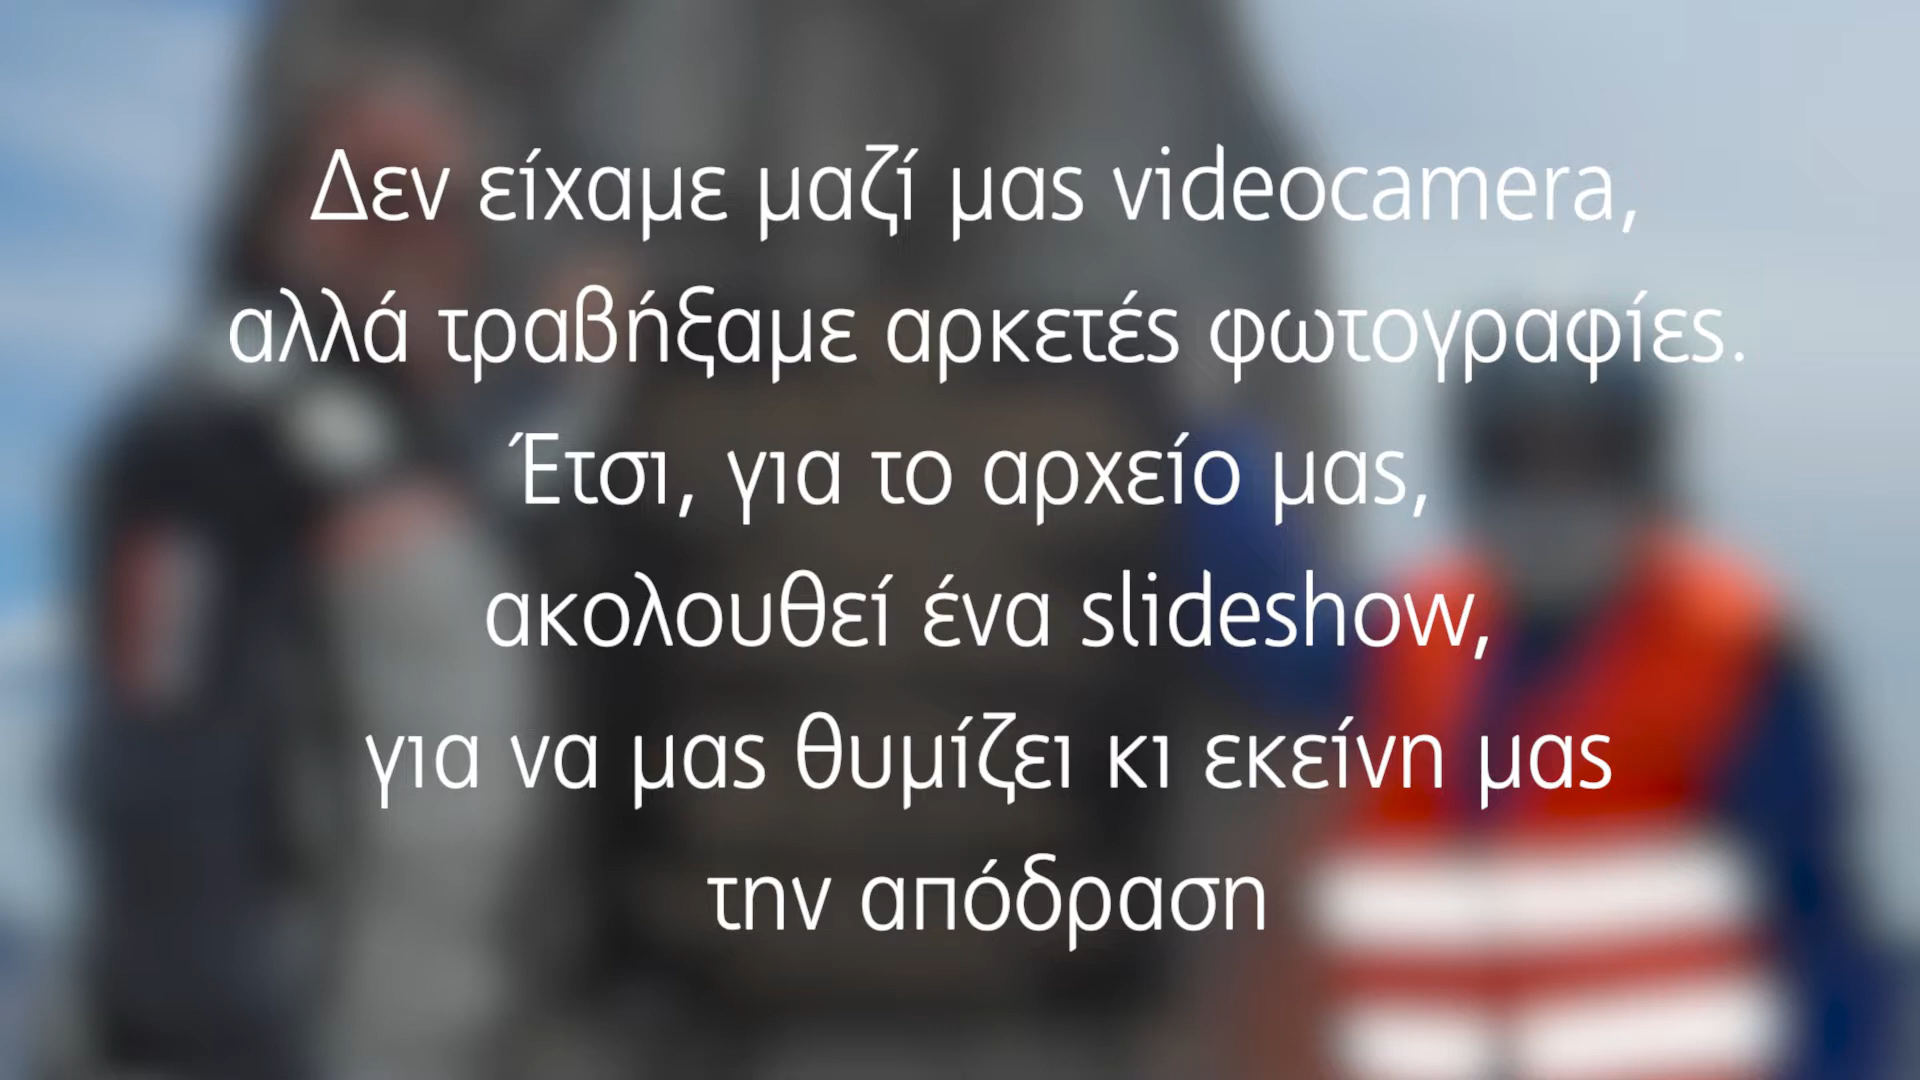 Δεν είχαμε μαζί μας videocamera,
αλλά τραβήξαμε αρκετές φωτογραφίες.
Έτσι, για το αρχείο μας,
ακολουθεί ένα slideshow,
για να μας θυμίζει κι εκείνη μας
την απόδραση